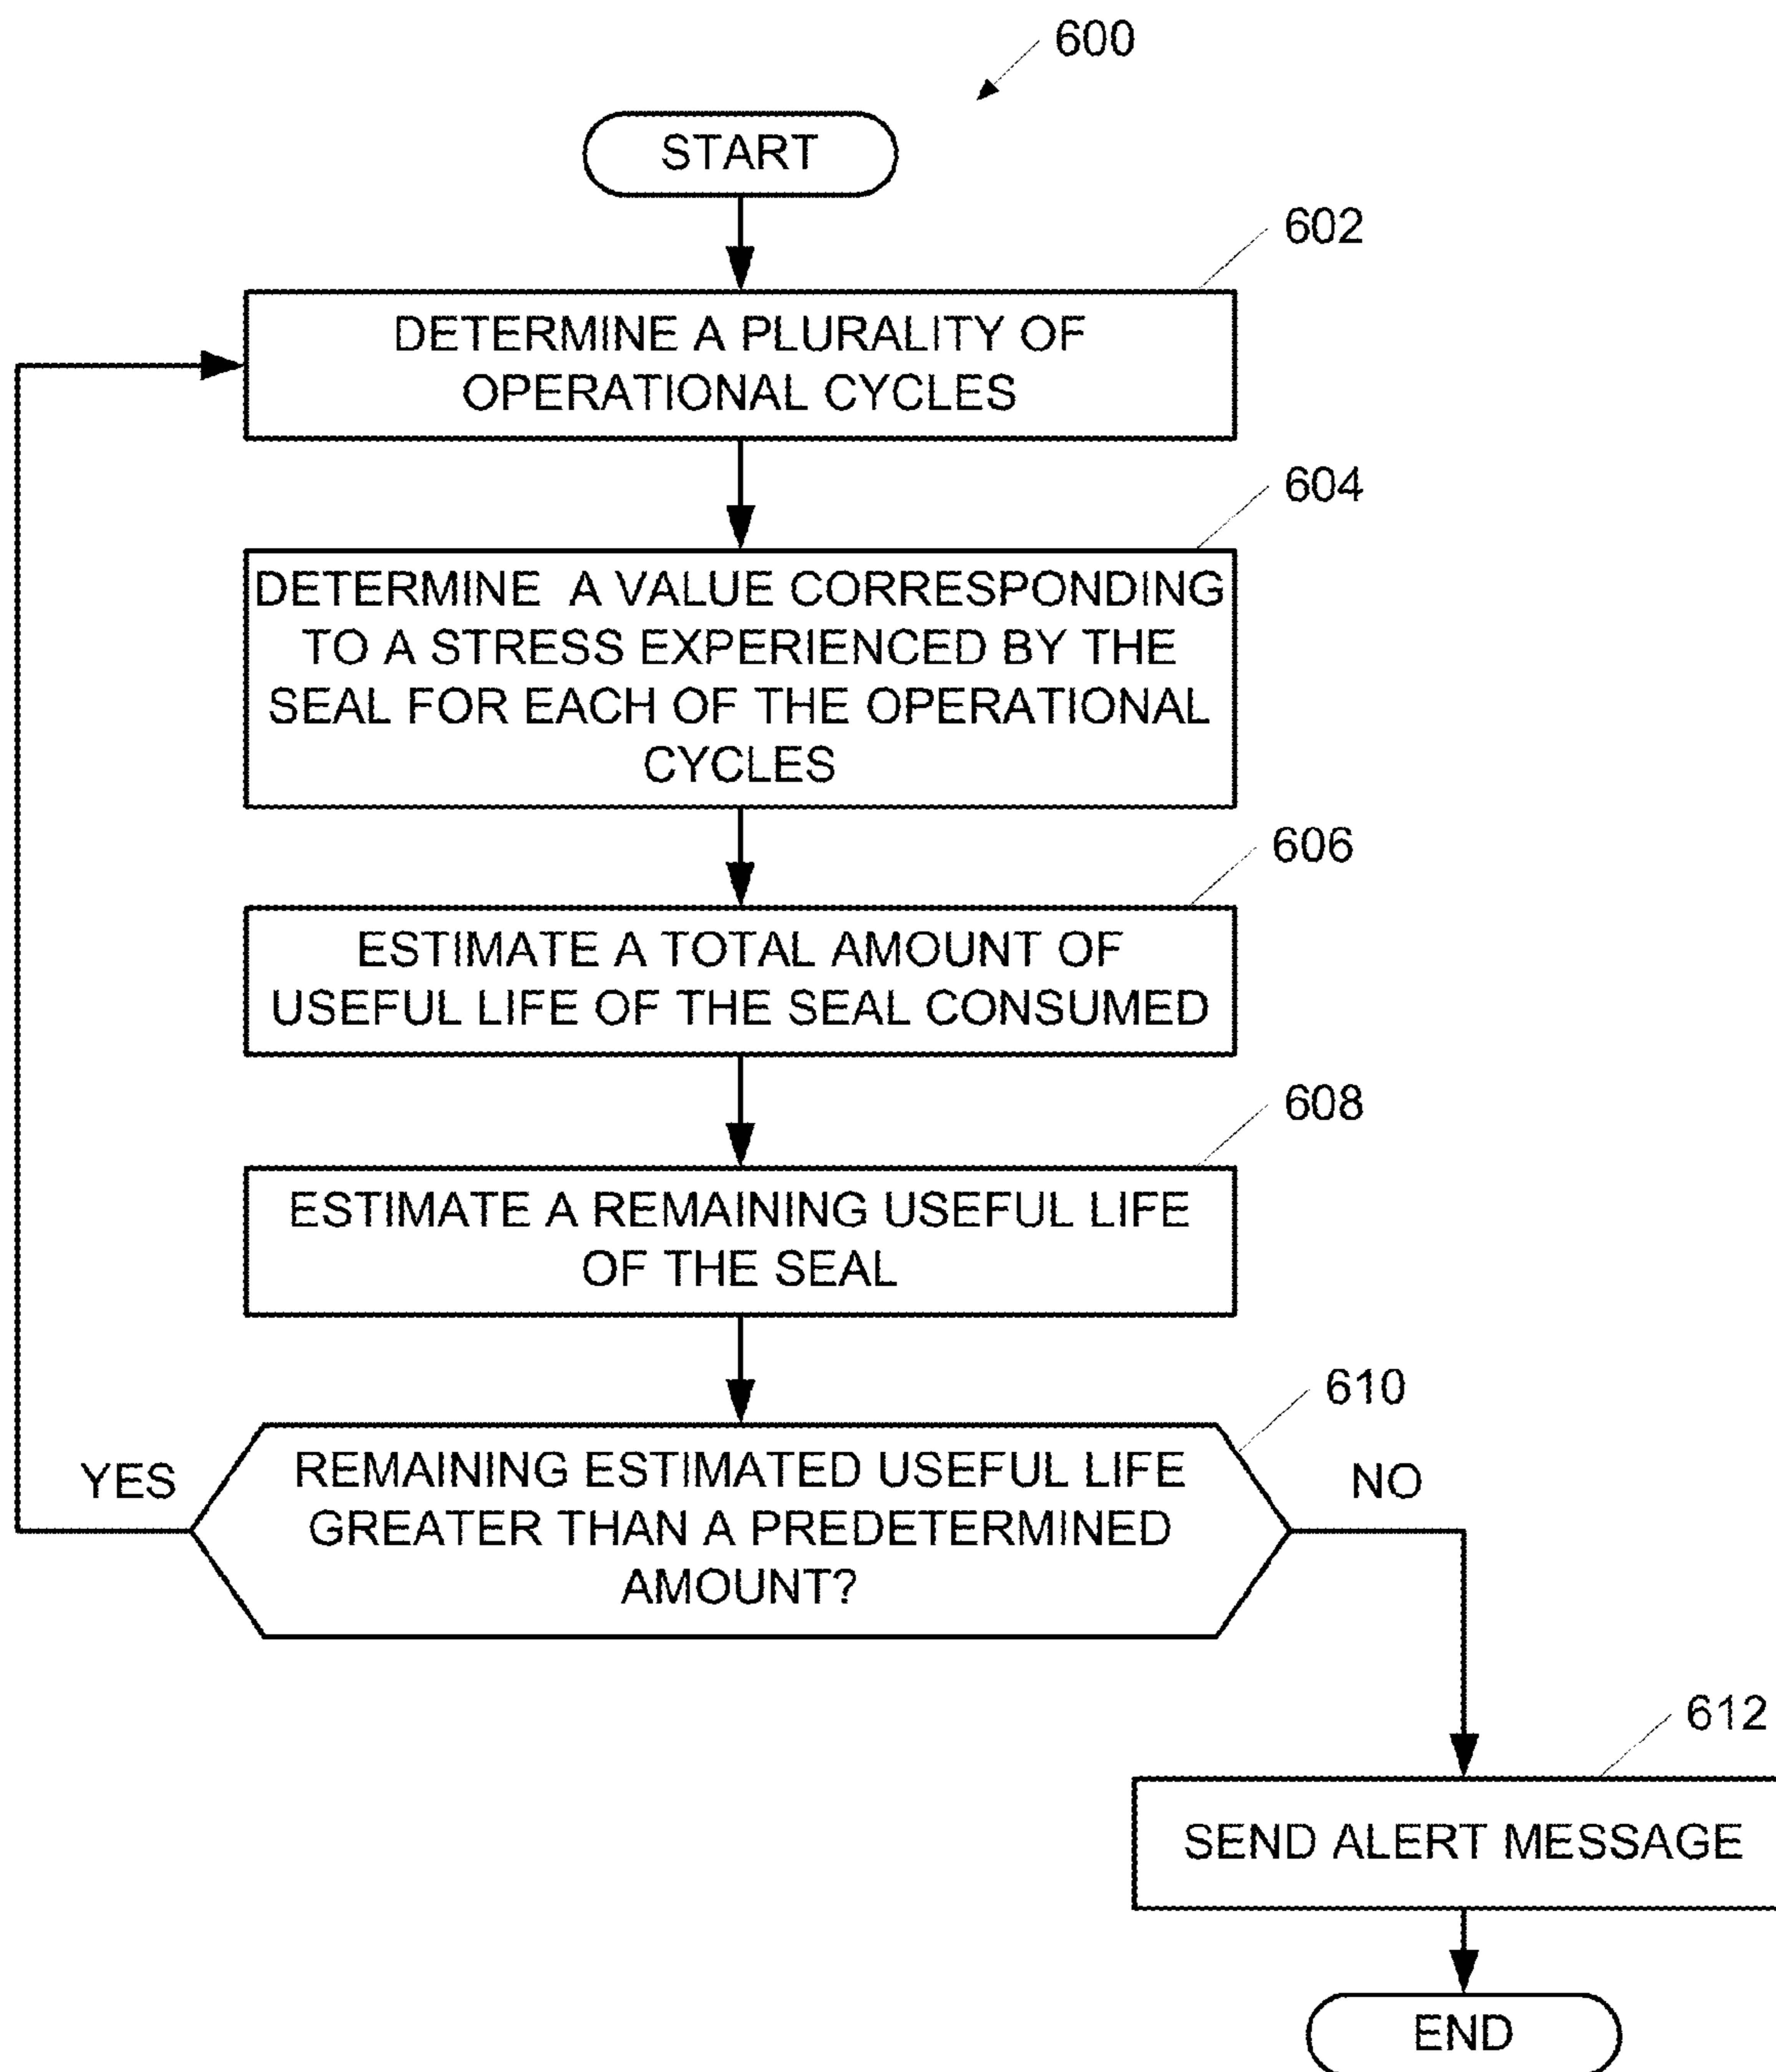 600
START
602
DETERMINE A PLURALITY OF
OPERATIONAL CYCLES
604
DETERMINE A VALUE CORRESPONDING
TO A STRESS EXPERIENCED BY THE
SEAL FOR EACH OF THE OPERATIONAL
CYCLES
606
ESTIMATE A TOTAL AMOUNT OF
USEFUL LIFE OF THE SEAL CONSUMED
608
ESTIMATE A REMAINING USEFUL LIFE
OF THE SEAL
610
YES
REMAINING ESTIMATED USEFUL LIFE
GREATER THAN A PREDETERMINED
AMOUNT?
NO
612
SEND ALERT MESSAGE
END